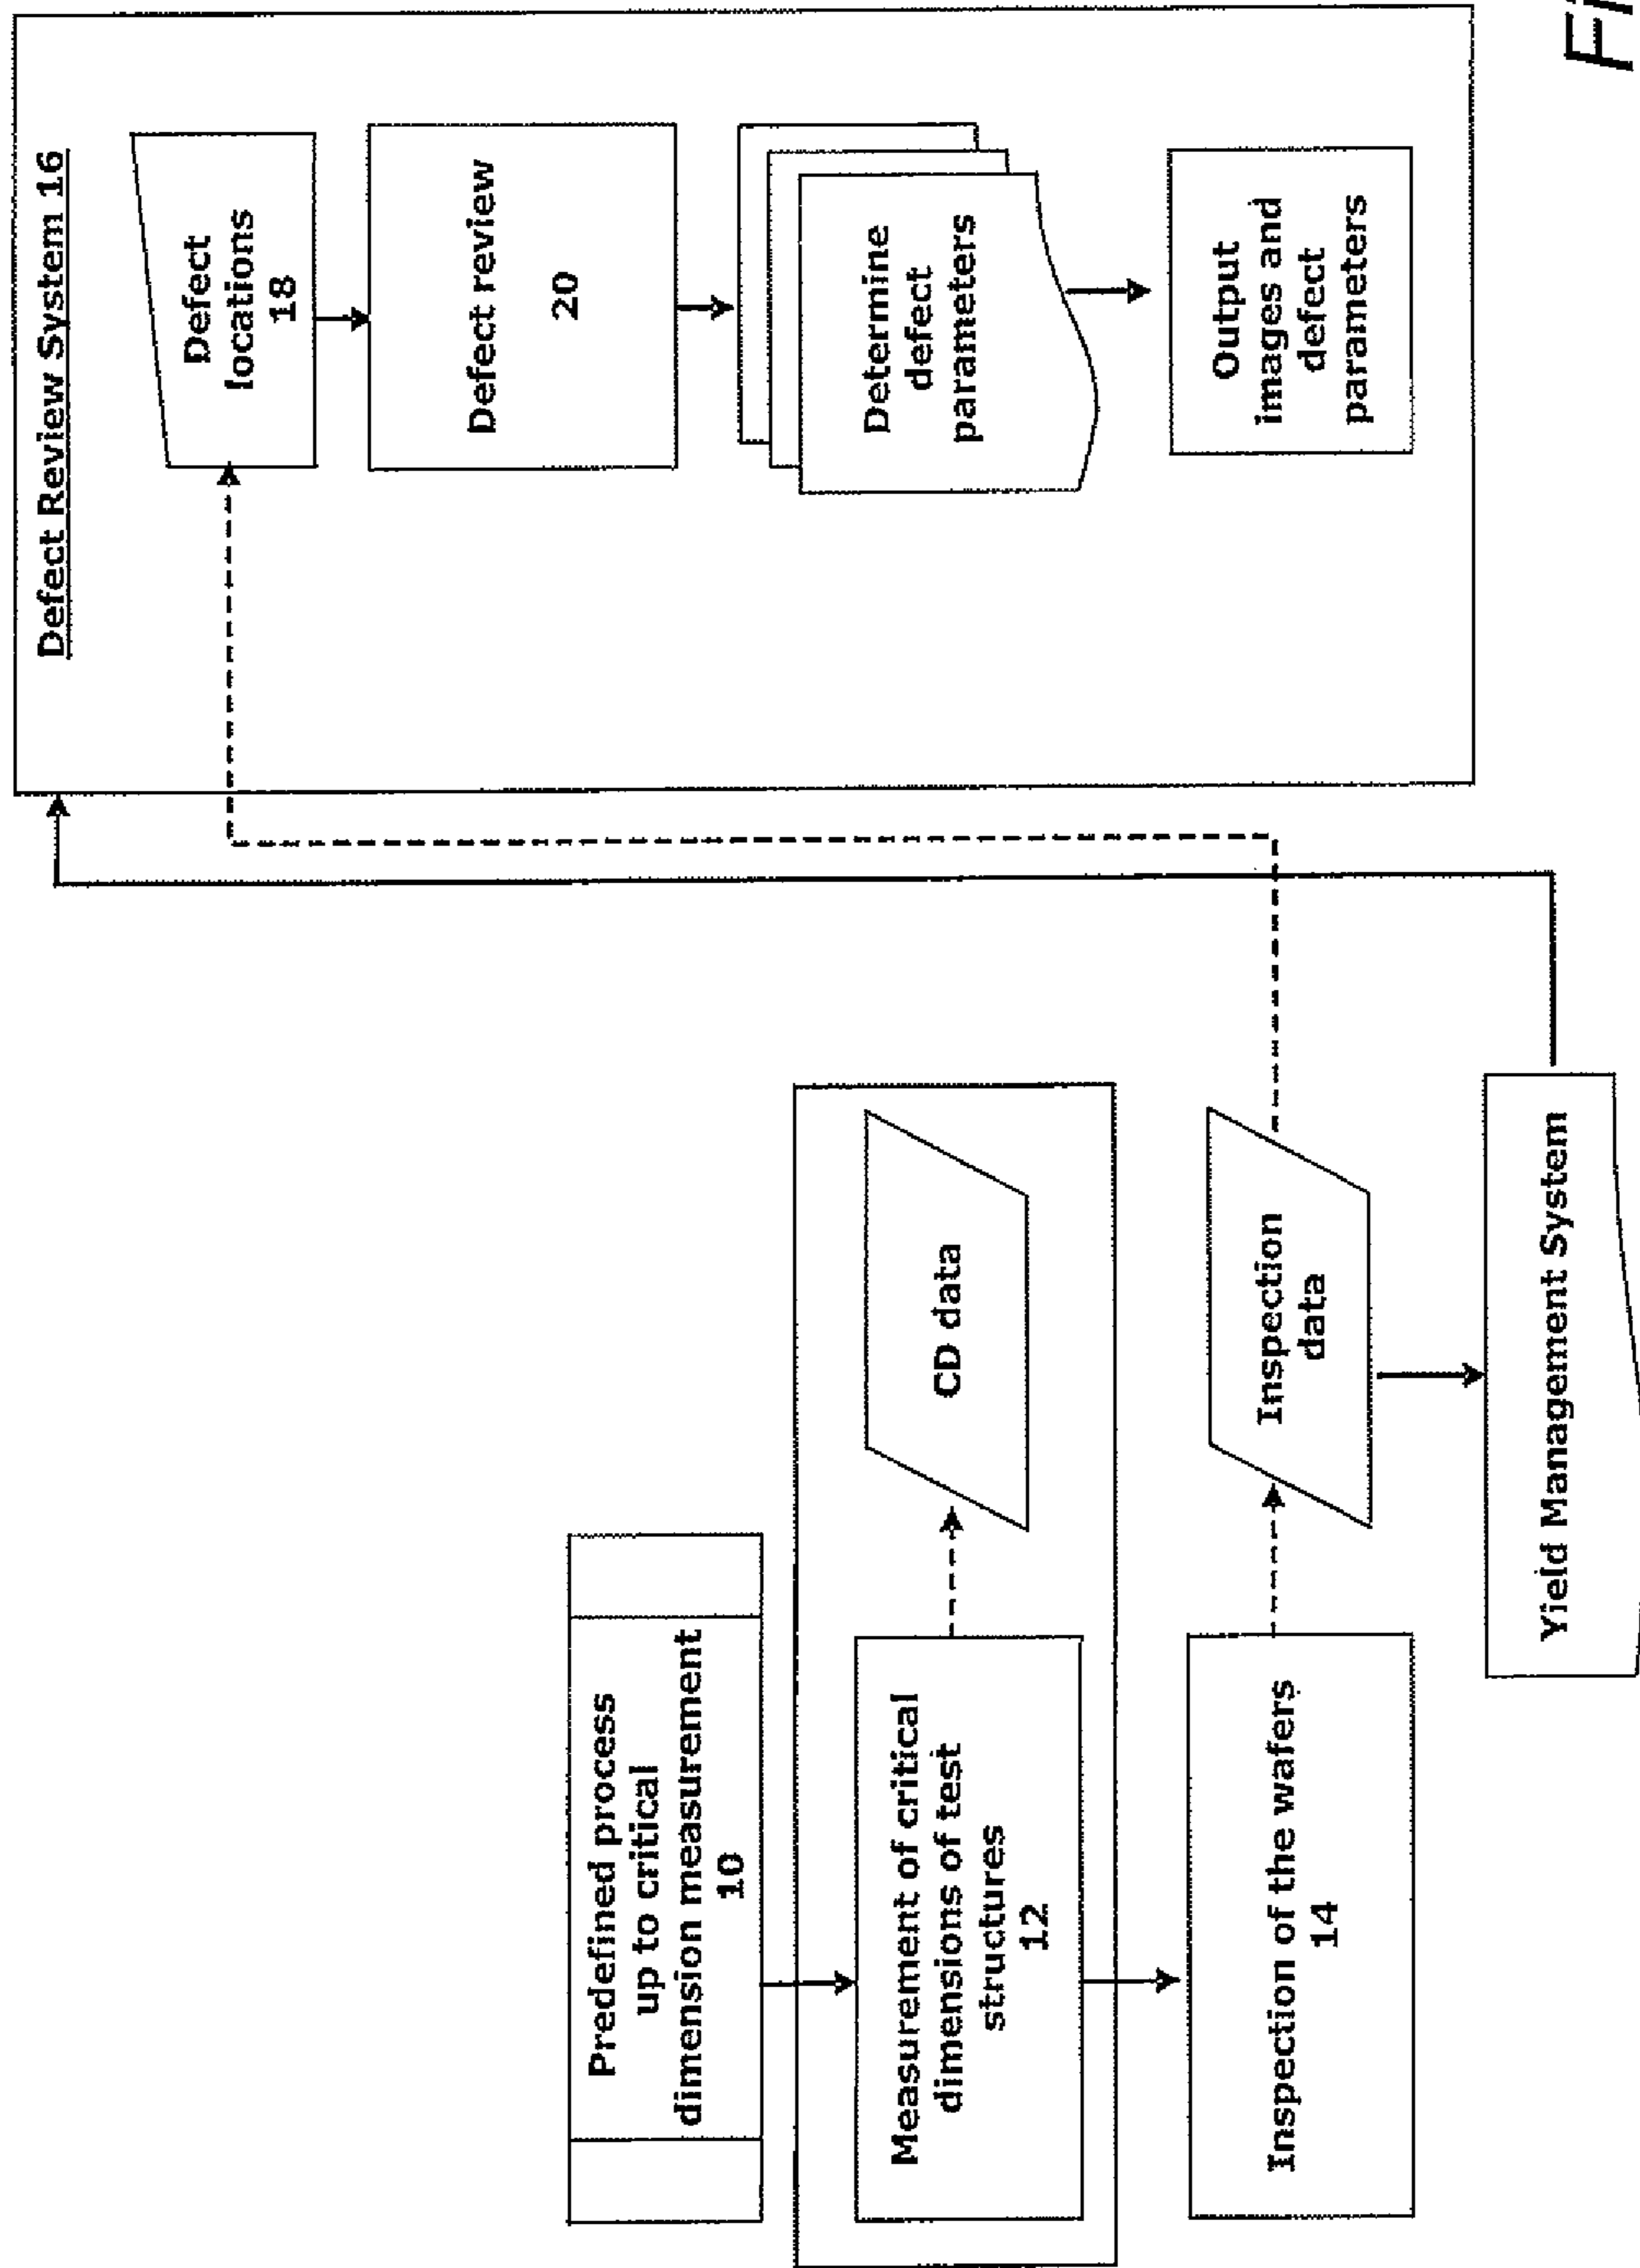 Predefined process
up to critical
dimension measurement
10
Measurement of critical
dimensions of test
structures
12
CD data
Inspection of the wafers
14
Inspection
data
Yield Management System
Defect Review System 16
Defect
locations
18
Defect review
20
Determine
defect
parameters
Output
images and
defect
parameters